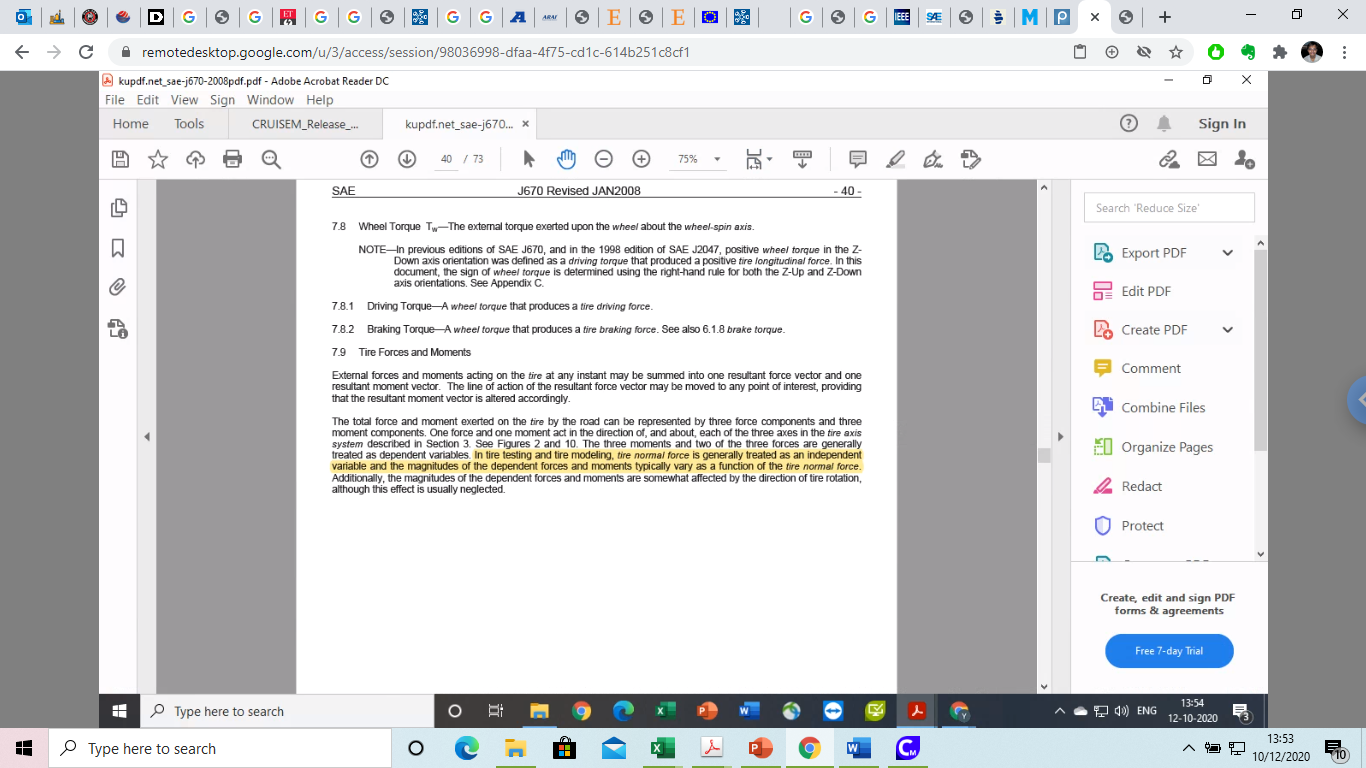 remotedesktop.google.com/u/3/access/session/98036998-dfaa-4f75-cd1c-614b251c8cf1
kupdf.net_sae-j670-2008pdf.pdf - Adobe Acrobat Reader DC
File Edit View Sign Window Help
Home Tools CRUISEM_Release_... kupdf.net_sae-j670... × Sign In
40 / 73 75%
SAE J670 Revised JAN2008 - 40 -
7.8 Wheel Torque Tw—The external torque exerted upon the wheel about the wheel-spin axis.
NOTE—In previous editions of SAE J670, and in the 1998 edition of SAE J2047, positive wheel torque in the Z-
Down axis orientation was defined as a driving torque that produced a positive tire longitudinal force. In this
document, the sign of wheel torque is determined using the right-hand rule for both the Z-Up and Z-Down
axis orientations. See Appendix C.
7.8.1 Driving Torque—A wheel torque that produces a tire driving force.
7.8.2 Braking Torque—A wheel torque that produces a tire braking force. See also 6.1.8 brake torque.
7.9 Tire Forces and Moments
External forces and moments acting on the tire at any instant may be summed into one resultant force vector and one
resultant moment vector. The line of action of the resultant force vector may be moved to any point of interest, providing
that the resultant moment vector is altered accordingly.
The total force and moment exerted on the tire by the road can be represented by three force components and three
moment components. One force and one moment act in the direction of, and about, each of the three axes in the tire axis
system described in Section 3. See Figures 2 and 10. The three moments and two of the three forces are generally
treated as dependent variables. In tire testing and tire modeling, tire normal force is generally treated as an independent
variable and the magnitudes of the dependent forces and moments typically vary as a function of the tire normal force.
Additionally, the magnitudes of the dependent forces and moments are somewhat affected by the direction of tire rotation,
although this effect is usually neglected.
Search 'Reduce Size'
Export PDF
Edit PDF
Create PDF
Comment
Combine Files
Organize Pages
Redact
Protect
Create, edit and sign PDF
forms & agreements
Free 7-day Trial
Type here to search
ENG
13:54
12-10-2020
3
Type here to search
13:53
10/12/2020
10